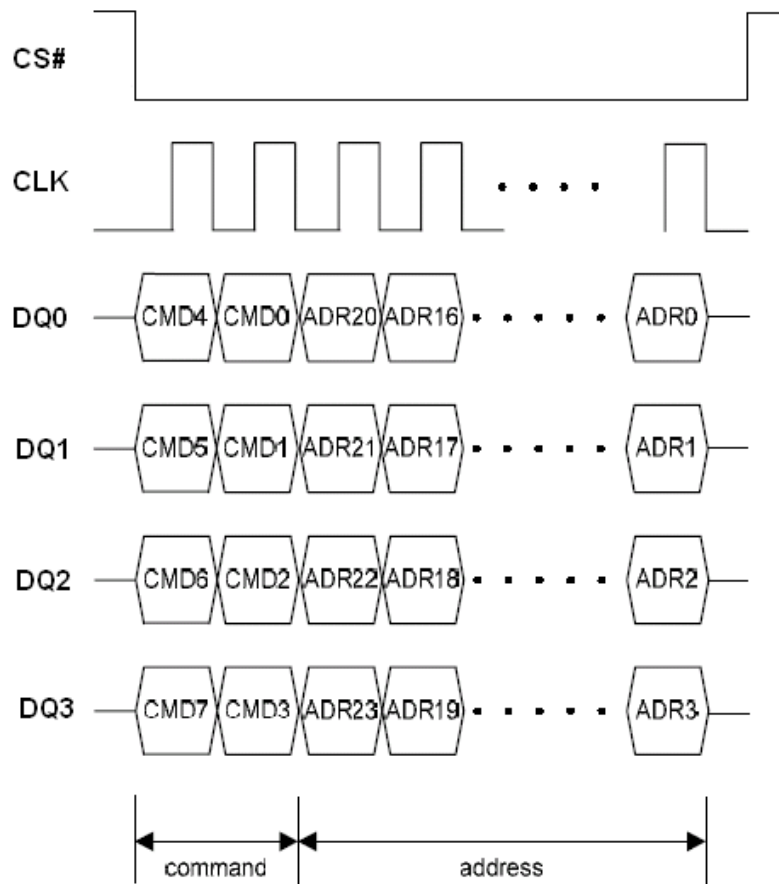 CS#
CLK
DQ0 CMD4 CMD0 ADR20 ADR16 ADR0
DQ1 CMD5 CMD1 ADR21 ADR17 ADR1
DQ2 CMD6 CMD2 ADR22 ADR18 ADR2
DQ3 CMD7 CMD3 ADR23 ADR19 ADR3
command address